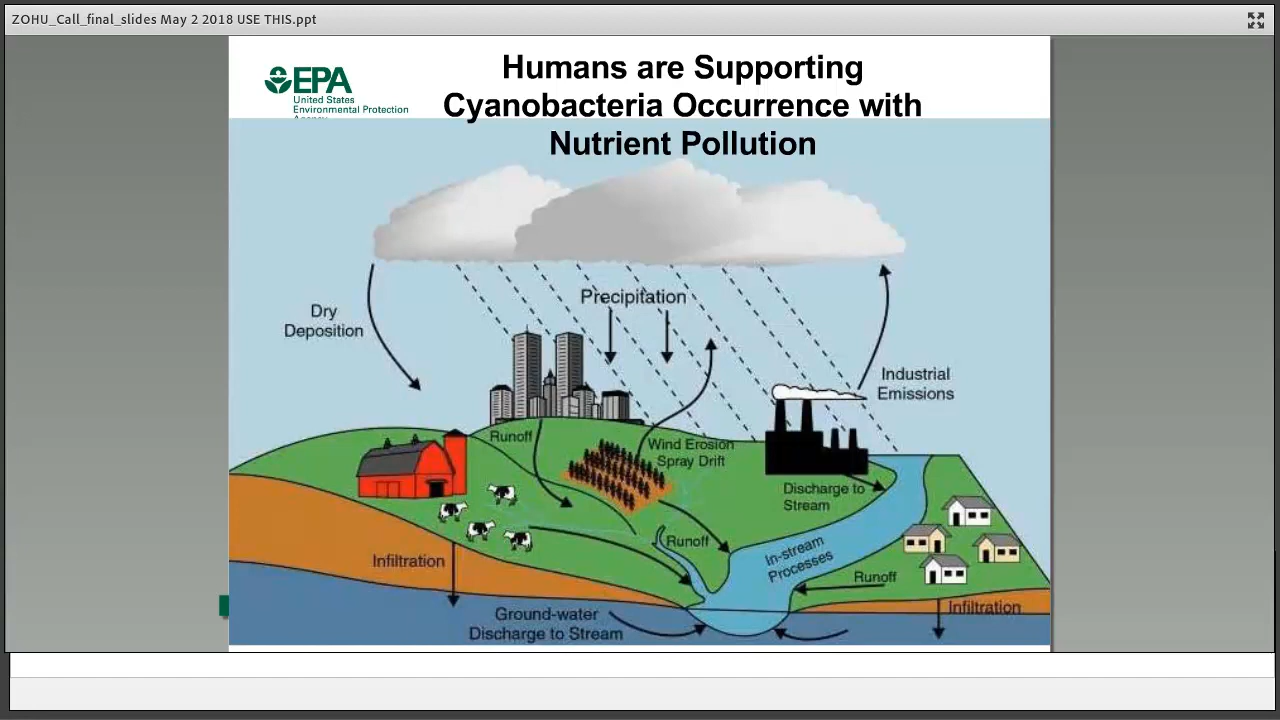 ZOHU_Call_final_slides May 2 2018 USE THIS.ppt
EPA
United States
Environmental Protection
Agency
Humans are Supporting
Cyanobacteria Occurrence with
Nutrient Pollution
Precipitation
Dry
Deposition
Industrial
Emissions
Runoff
Wind Erosion
Spray Drift
Discharge to
Stream
Runoff
In-stream
Processes
Infiltration
Runoff
Infiltration
Ground-water
Discharge to Stream